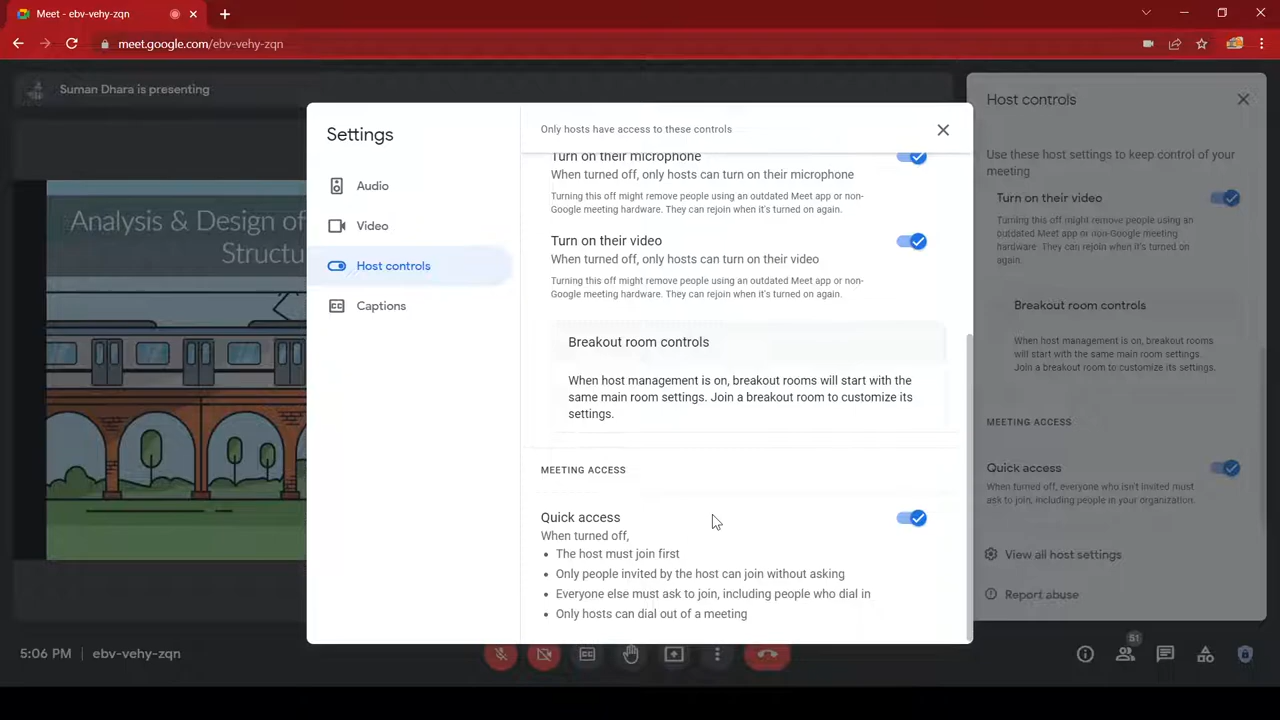 Meet - ebv-vehy-zqn
meet.google.com/ebv-vehy-zqn
Suman Dhara is presenting
Analysis & Design of
Structu
Settings
Audio
Video
Host controls
Captions
Only hosts have access to these controls
Turn on their microphone
When turned off, only hosts can turn on their microphone
Turning this off might remove people using an outdated Meet app or non-
Google meeting hardware. They can rejoin when it's turned on again.
Turn on their video
When turned off, only hosts can turn on their video
Turning this off might remove people using an outdated Meet app or non-
Google meeting hardware. They can rejoin when it's turned on again.
Breakout room controls
When host management is on, breakout rooms will start with the
same main room settings. Join a breakout room to customize its
settings.
MEETING ACCESS
Quick access
When turned off,
• The host must join first
• Only people invited by the host can join without asking
• Everyone else must ask to join, including people who dial in
• Only hosts can dial out of a meeting
Host controls
Use these host settings to keep control of your
meeting
Turn on their video
Turning this off might remove people using an
outdated Meet app or non-Google meeting
hardware. They can rejoin when it's turned on
again.
Breakout room controls
When host management is on, breakout rooms
will start with the same main room settings.
Join a breakout room to customize its settings.
MEETING ACCESS
Quick access
When turned off, everyone who isn't invited must
ask to join, including people in your organization.
View all host settings
Report abuse
5:06 PM | ebv-vehy-zqn
CC
51